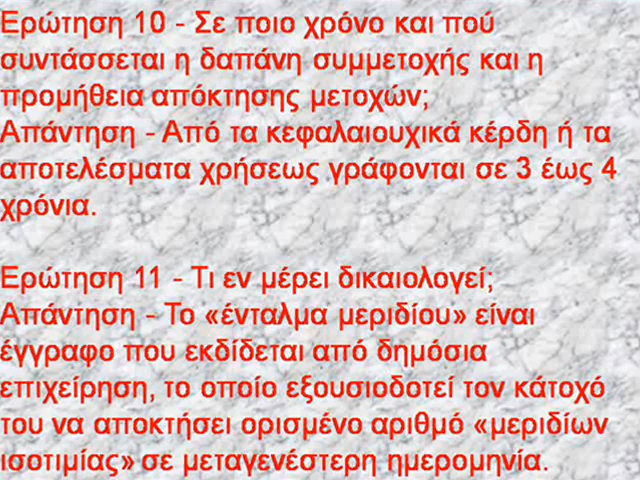 Ερώτηση 10 - Σε ποιο χρόνο και πού
συντάσσεται η δαπάνη συμμετοχής και η
προμήθεια απόκτησης μετοχών;
Απάντηση - Από τα κεφαλαιουχικά κέρδη ή τα
αποτελέσματα χρήσεως γράφονται σε 3 έως 4
χρόνια.

Ερώτηση 11 - Τι εν μέρει δικαιολογεί;
Απάντηση - Το «ένταλμα μεριδίου» είναι
έγγραφο που εκδίδεται από δημόσια
επιχείρηση, το οποίο εξουσιοδοτεί τον κάτοχό
του να αποκτήσει ορισμένο αριθμό «μεριδίων
ισοτιμίας» σε μεταγενέστερη ημερομηνία.